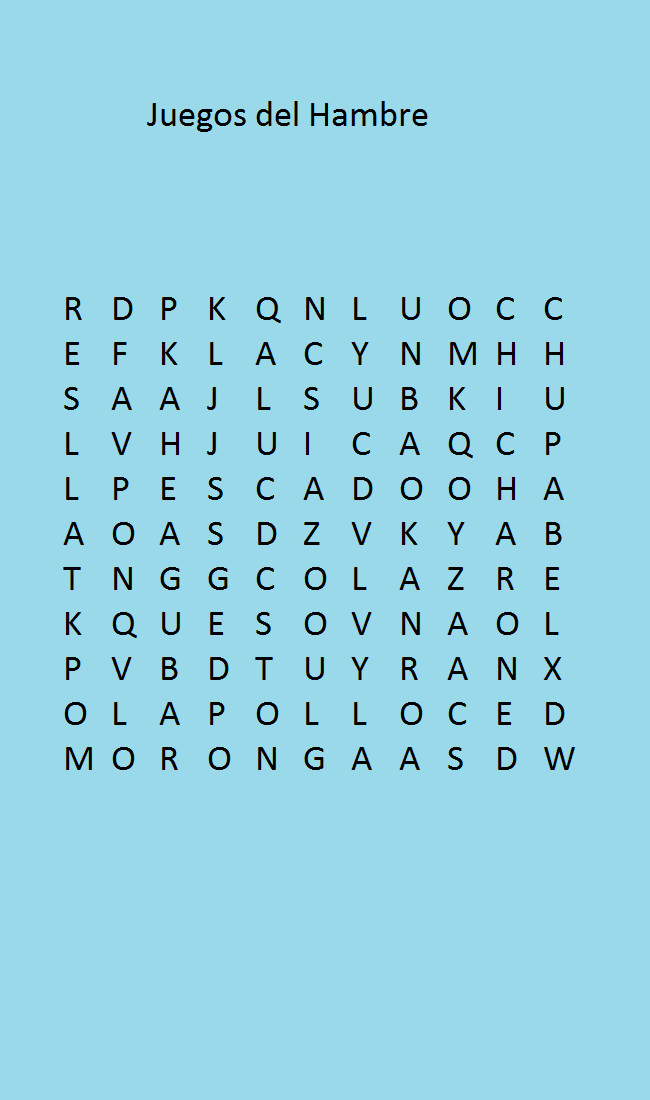 Juegos del Hambre
R D P K Q N L U O C C
E F K L A C Y N M H H
S A A J L S U B K I U
L V H J U I C A Q C P
L P E S C A D O O H A
A O A S D Z V K Y A B
T N G G C O L A Z R E
K Q U E S O V N A O L
P V B D T U Y R A N X
O L A P O L L O C E D
M O R O N G A A S D W